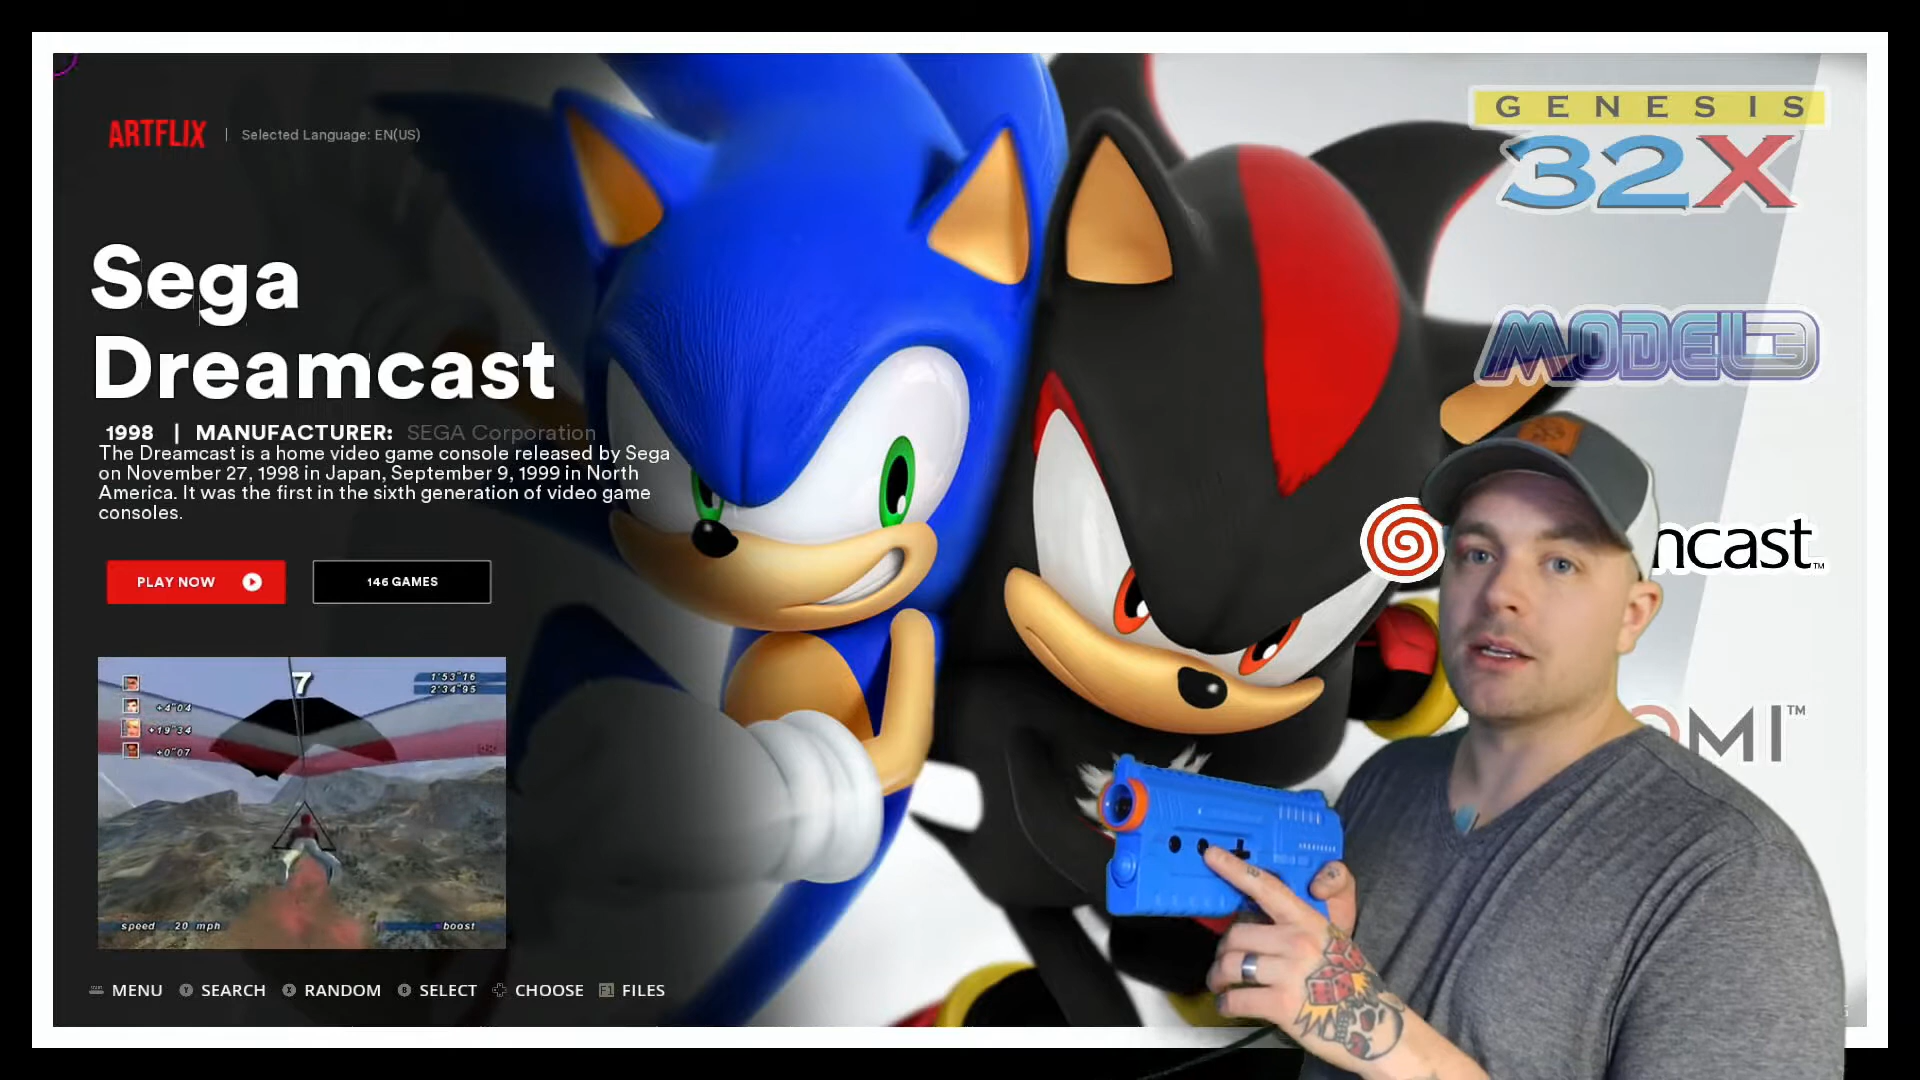 ARTFLIX | Selected Language: EN(US)
GENESIS
32X
Sega
Dreamcast
MODEL3
1998 | MANUFACTURER: SEGA Corporation
The Dreamcast is a home video game console released by Sega
on November 27, 1998 in Japan, September 9, 1999 in North
America. It was the first in the sixth generation of video game
consoles.
ncast™
PLAY NOW
146 GAMES
7
1'53"16
2'34"95
+4"04
+19"34
+0"07
OMI™
speed 20 mph
boost
MENU Y SEARCH X RANDOM B SELECT CHOOSE F1 FILES